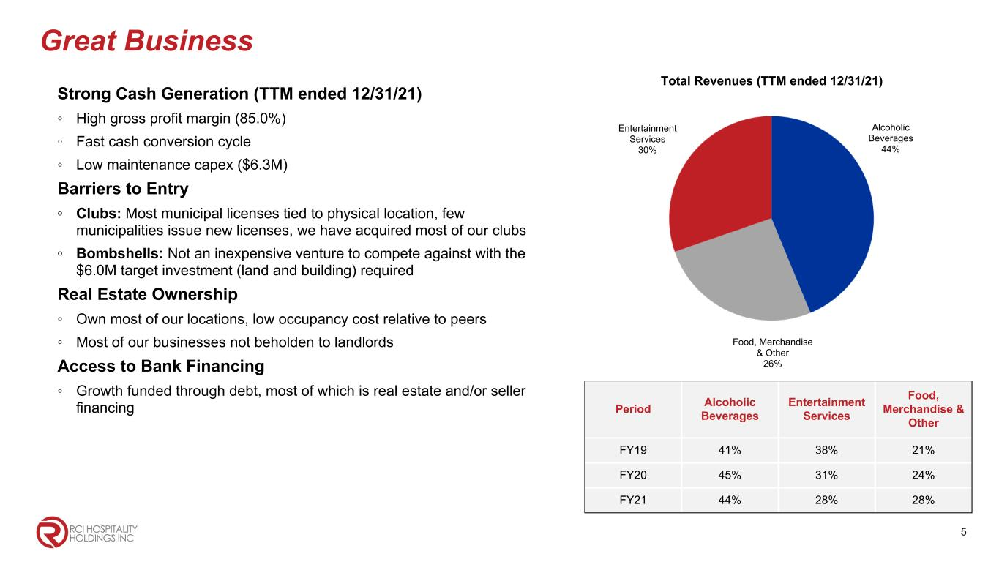 Great Business
Strong Cash Generation (TTM ended 12/31/21)
◦ High gross profit margin (85.0%)
◦ Fast cash conversion cycle
◦ Low maintenance capex ($6.3M)
Barriers to Entry
◦ Clubs: Most municipal licenses tied to physical location, few
municipalities issue new licenses, we have acquired most of our clubs
◦ Bombshells: Not an inexpensive venture to compete against with the
$6.0M target investment (land and building) required
Real Estate Ownership
◦ Own most of our locations, low occupancy cost relative to peers
◦ Most of our businesses not beholden to landlords
Access to Bank Financing
◦ Growth funded through debt, most of which is real estate and/or seller
financing
Total Revenues (TTM ended 12/31/21)
Entertainment
Services
30%
Alcoholic
Beverages
44%
Food, Merchandise
& Other
26%
Period
Alcoholic
Beverages
Entertainment
Services
Food,
Merchandise &
Other
FY19 41% 38% 21%
FY20 45% 31% 24%
FY21 44% 28% 28%
RCI HOSPITALITY
HOLDINGS INC
5